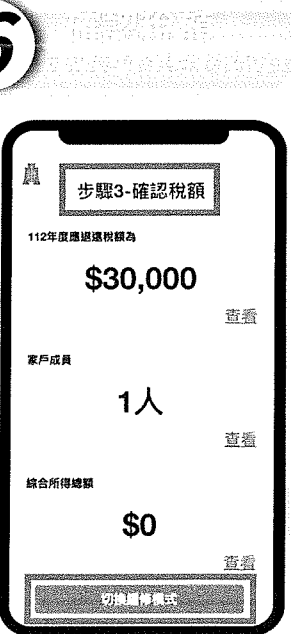 6
步驟3-確認稅額
112年度應退還稅額為
$30,000
查看
家戶成員
1人
查看
綜合所得總額
$0
查看
切換編修模式